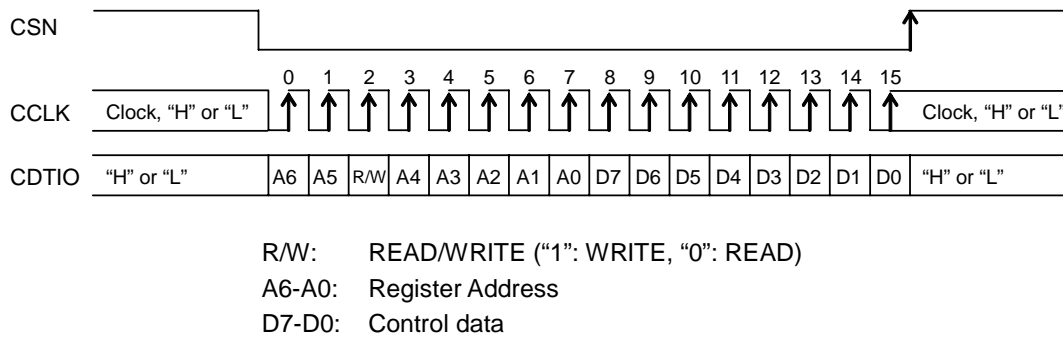 CSN
0 1 2 3 4 5 6 7 8 9 10 11 12 13 14 15
CCLK Clock, “H” or “L” Clock, “H” or “L”
CDTIO “H” or “L” A6 A5 R/W A4 A3 A2 A1 A0 D7 D6 D5 D4 D3 D2 D1 D0 “H” or “L”
R/W: READ/WRITE (“1”: WRITE, “0”: READ)
A6-A0: Register Address
D7-D0: Control data